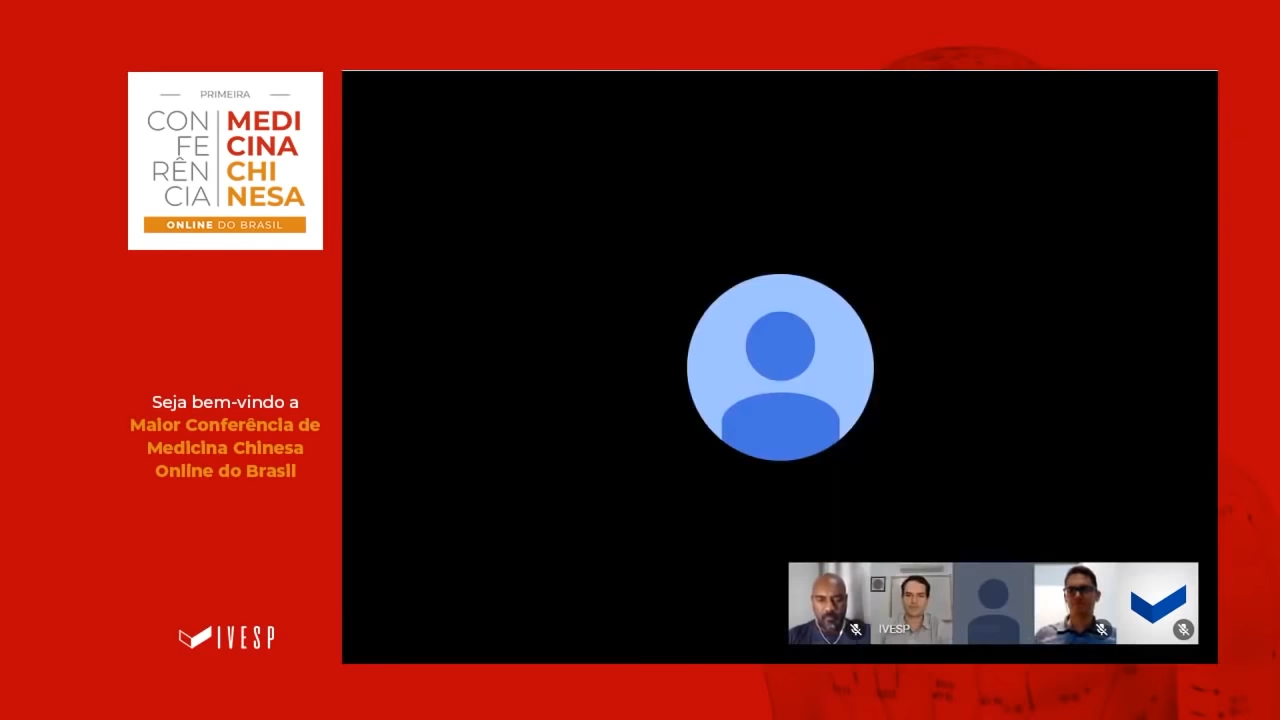 PRIMEIRA
CON
FE
RÊN
CIA
MEDI
CINA
CHI
NESA
ONLINE DO BRASIL
Seja bem-vindo a
Maior Conferência de
Medicina Chinesa
Online do Brasil
IVESP
IVESP